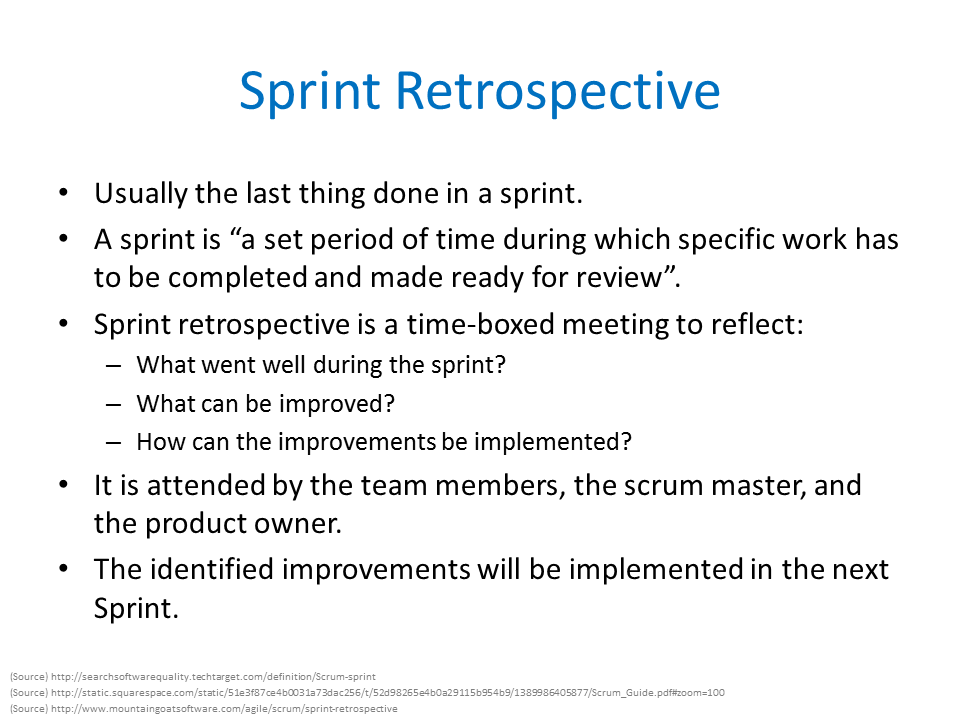 Sprint Retrospective
• Usually the last thing done in a sprint.
• A sprint is “a set period of time during which specific work has
to be completed and made ready for review”.
• Sprint retrospective is a time-boxed meeting to reflect:
– What went well during the sprint?
– What can be improved?
– How can the improvements be implemented?
• It is attended by the team members, the scrum master, and
the product owner.
• The identified improvements will be implemented in the next
Sprint.
(Source) http://searchsoftwarequality.techtarget.com/definition/Scrum-sprint
(Source) http://static.squarespace.com/static/51e3f87ce4b0031a73dac256/t/52d98265e4b0a29115b954b9/1389986405877/Scrum_Guide.pdf#zoom=100
(Source) http://www.mountaingoatsoftware.com/agile/scrum/sprint-retrospective